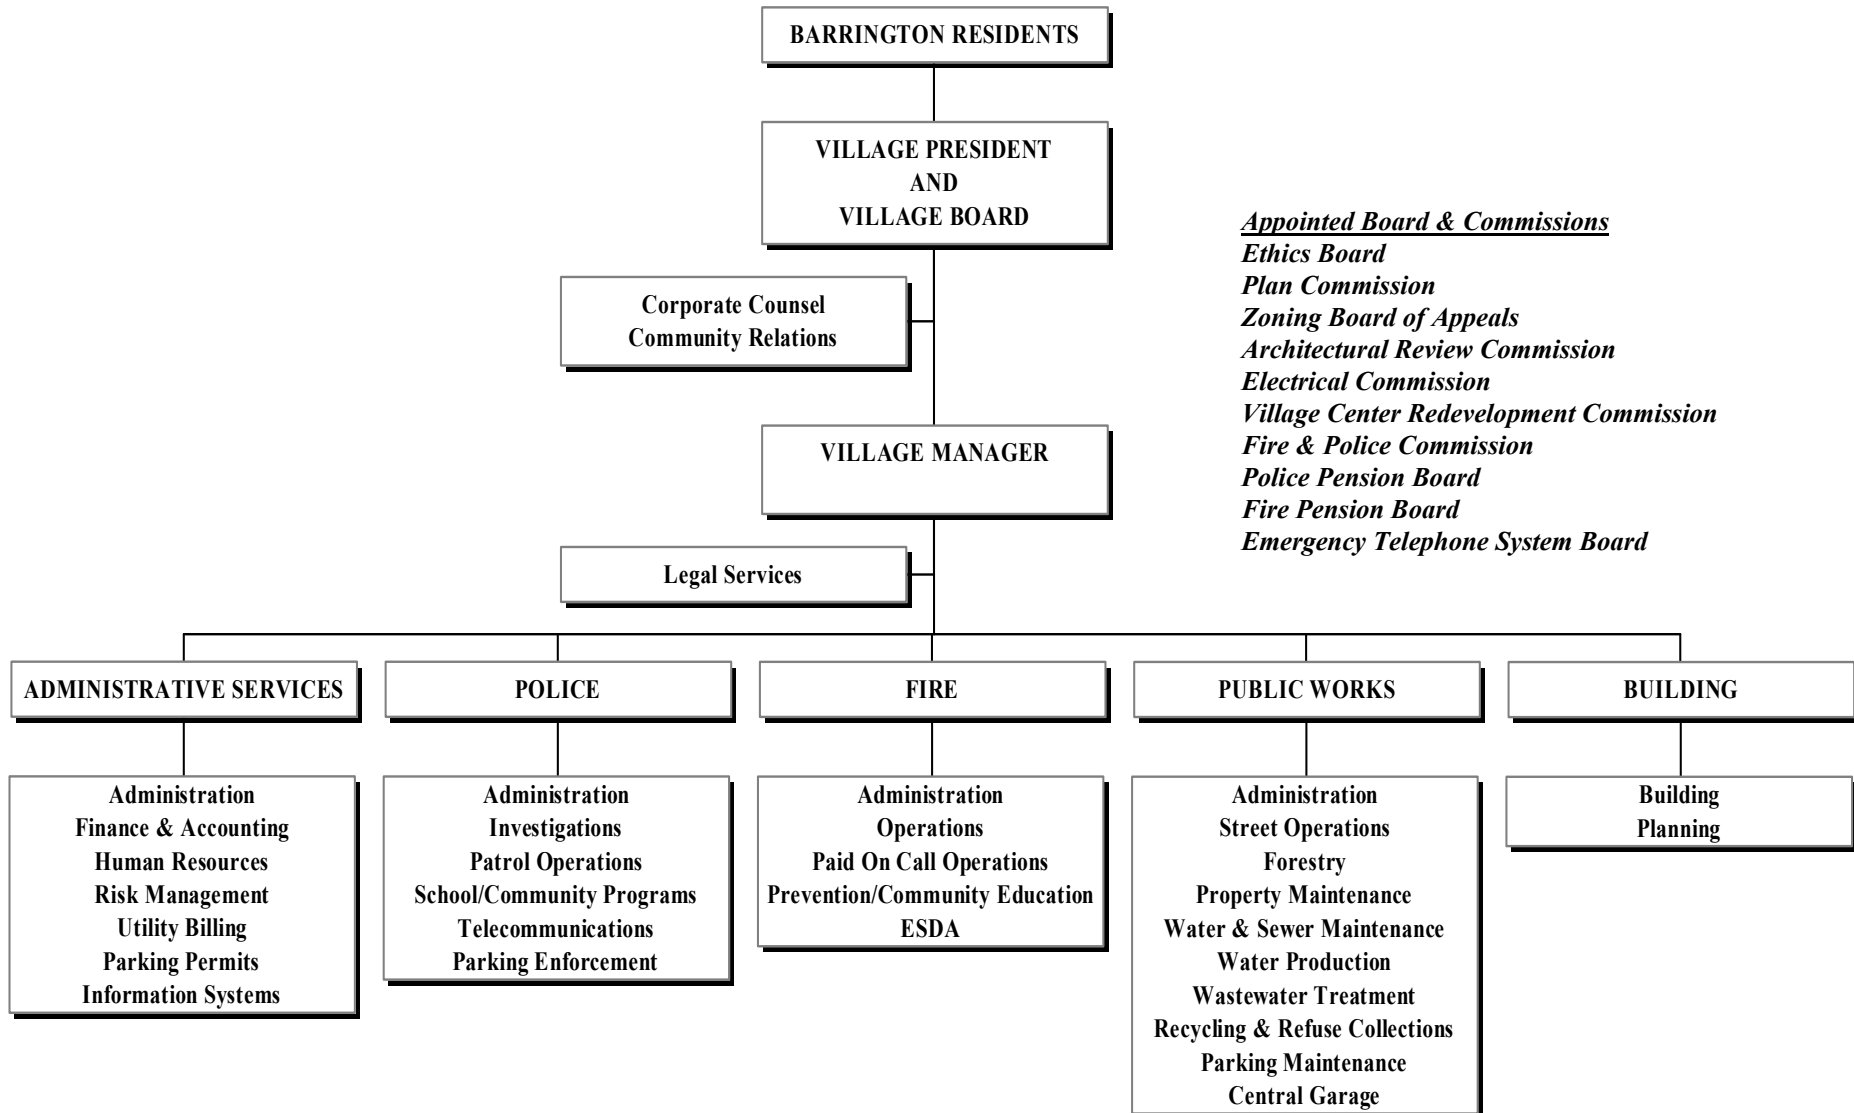 BARRINGTON RESIDENTS
VILLAGE PRESIDENT
AND
VILLAGE BOARD
Appointed Board & Commissions
Ethics Board
Plan Commission
Zoning Board of Appeals
Architectural Review Commission
Electrical Commission
Village Center Redevelopment Commission
Fire & Police Commission
Police Pension Board
Fire Pension Board
Emergency Telephone System Board
Corporate Counsel
Community Relations
VILLAGE MANAGER
Legal Services
ADMINISTRATIVE SERVICES
Administration
Finance & Accounting
Human Resources
Risk Management
Utility Billing
Parking Permits
Information Systems
POLICE
Administration
Investigations
Patrol Operations
School/Community Programs
Telecommunications
Parking Enforcement
FIRE
Administration
Operations
Paid On Call Operations
Prevention/Community Education
ESDA
PUBLIC WORKS
Administration
Street Operations
Forestry
Property Maintenance
Water & Sewer Maintenance
Water Production
Wastewater Treatment
Recycling & Refuse Collections
Parking Maintenance
Central Garage
BUILDING
Building
Planning